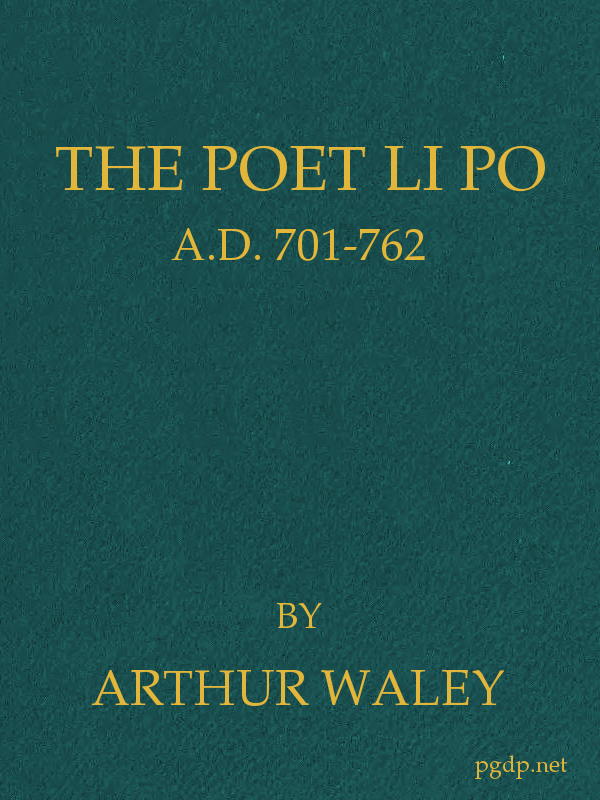 THE POET LI PO
A.D. 701-762
BY
ARTHUR WALEY
pgdp.net